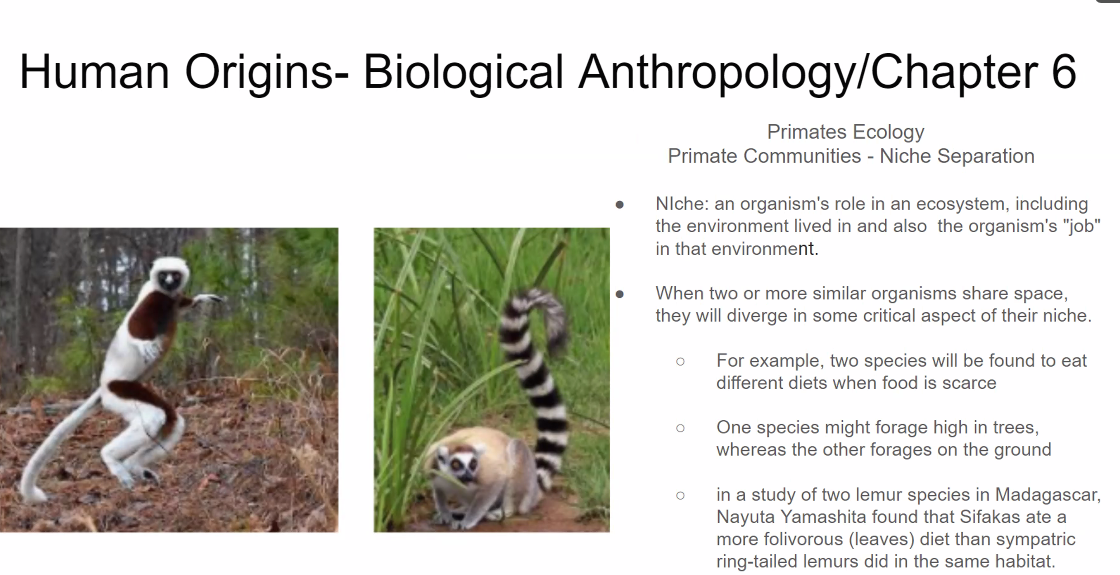 Human Origins- Biological Anthropology/Chapter 6
Primates Ecology
Primate Communities - Niche Separation
● NIche: an organism's role in an ecosystem, including
the environment lived in and also  the organism's "job"
in that environment.
● When two or more similar organisms share space,
they will diverge in some critical aspect of their niche.
○ For example, two species will be found to eat
different diets when food is scarce
○ One species might forage high in trees,
whereas the other forages on the ground
○ in a study of two lemur species in Madagascar,
Nayuta Yamashita found that Sifakas ate a
more folivorous (leaves) diet than sympatric
ring-tailed lemurs did in the same habitat.